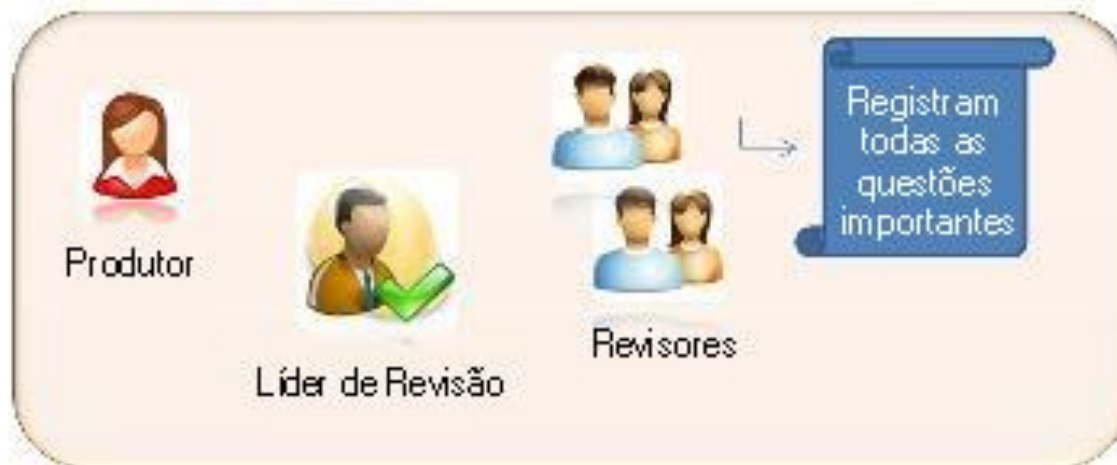 Produtor
Líder de Revisão
Revisores
Registram
todas as
questões
importantes